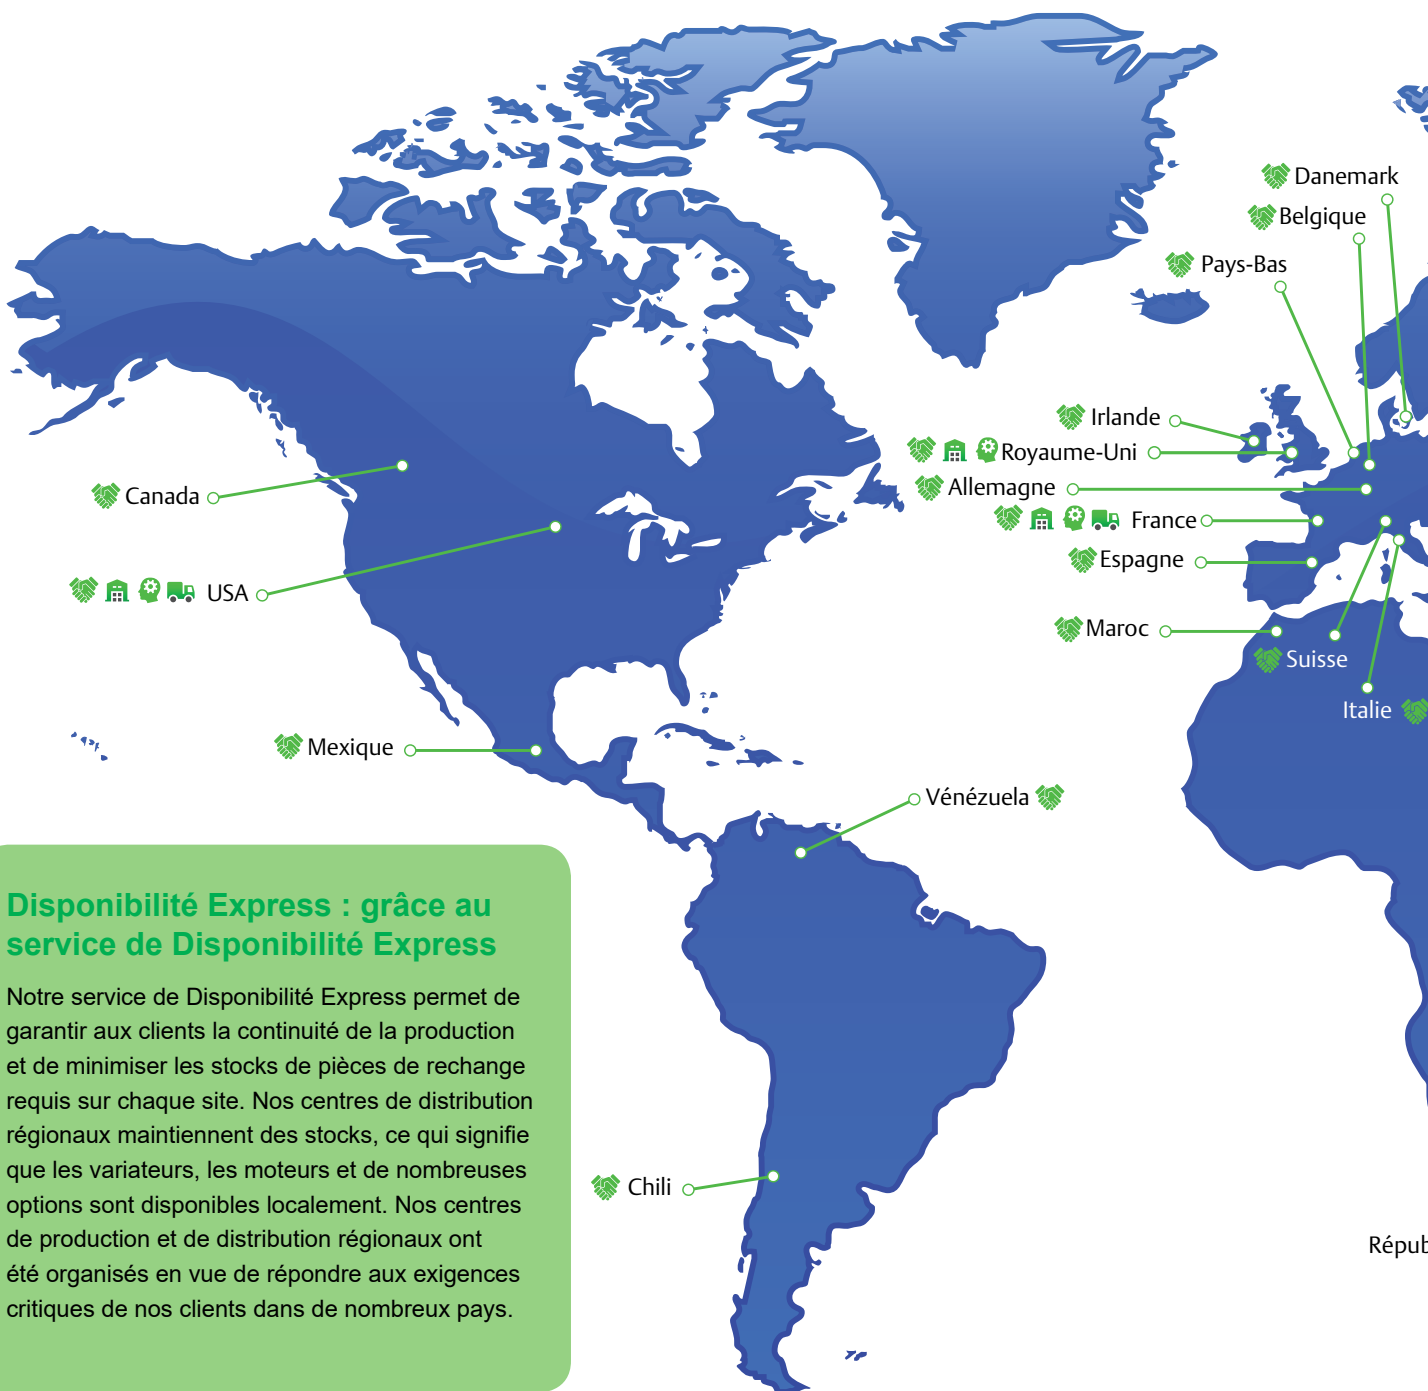 Danemark
Belgique
Pays-Bas
Irlande
Royaume-Uni
Allemagne
France
Espagne
Maroc
Suisse
Italie
Canada
USA
Mexique
Vénézuela
Disponibilité Express : grâce au
service de Disponibilité Express
Notre service de Disponibilité Express permet de
garantir aux clients la continuité de la production
et de minimiser les stocks de pièces de rechange
requis sur chaque site. Nos centres de distribution
régionaux maintiennent des stocks, ce qui signifie
que les variateurs, les moteurs et de nombreuses
options sont disponibles localement. Nos centres
de production et de distribution régionaux ont
été organisés en vue de répondre aux exigences
critiques de nos clients dans de nombreux pays.
Chili
Répub